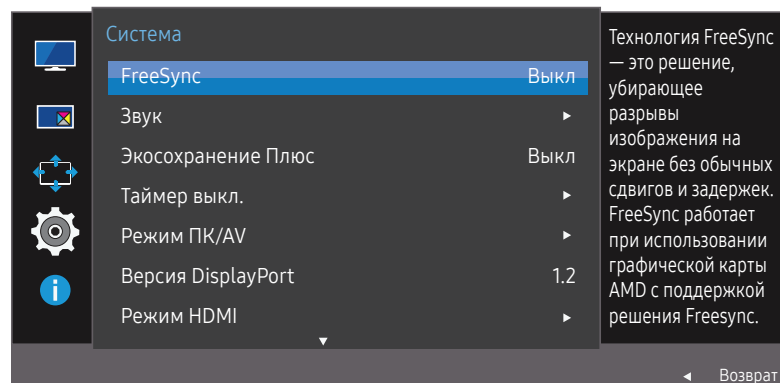 Система
FreeSync Выкл
Звук
Экосохранение Плюс Выкл
Таймер выкл.
Режим ПК/AV
Версия DisplayPort 1.2
Режим HDMI
Технология FreeSync
— это решение,
убирающее
разрывы
изображения на
экране без обычных
сдвигов и задержек.
FreeSync работает
при использовании
графической карты
AMD с поддержкой
решения Freesync.
Возврат